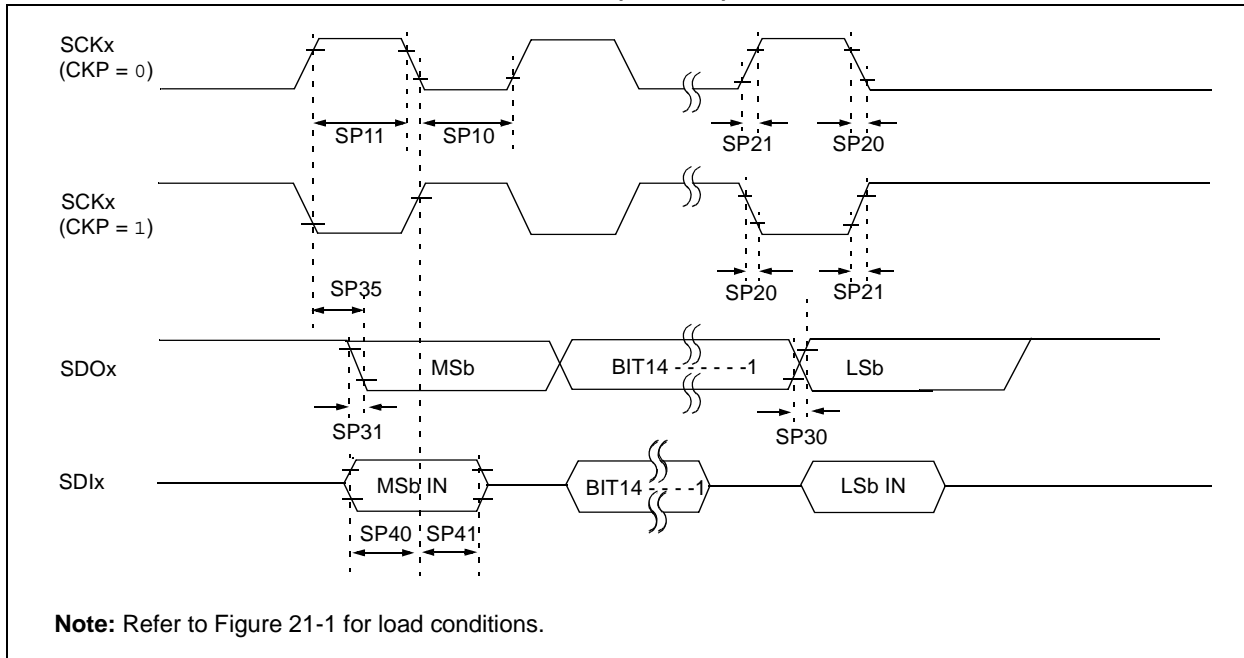 SCKx
(CKP = 0)
SP11
SP10
SP21
SP20
SCKx
(CKP = 1)
SP35
SP20
SP21
SDOx
MSb
BIT14 - - - - - -1
LSb
SP31
SP30
SDIx
MSb IN
BIT14 - - - -1
LSb IN
SP40
SP41
Note: Refer to Figure 21-1 for load conditions.